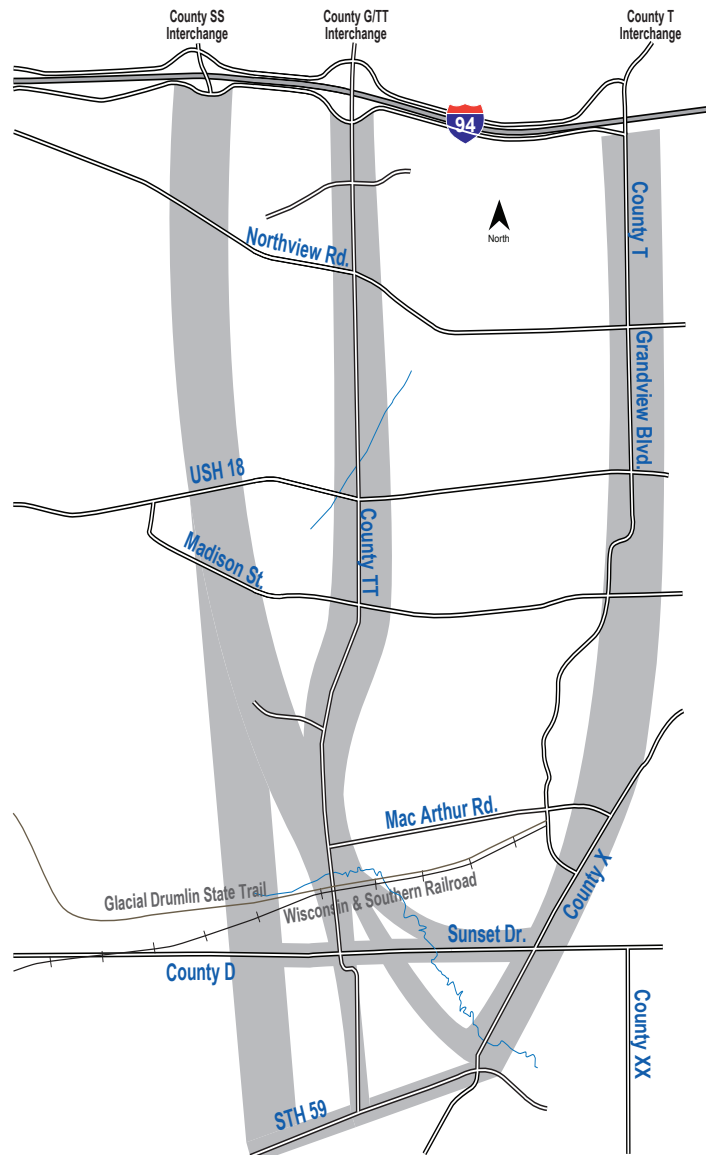 County SS
Interchange
County G/TT
Interchange
County T
Interchange
94
North
County T
Northview Rd.
Grandview Blvd.
USH 18
County TT
Madison St.
Mac Arthur Rd.
County X
Glacial Drumlin State Trail
Wisconsin & Southern Railroad
Sunset Dr.
County D
County XX
STH 59